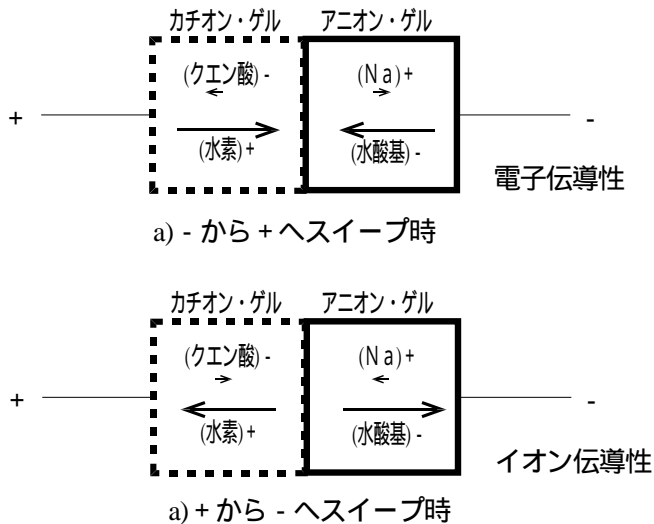 カチオン・ゲル アニオン・ゲル
(クエン酸) - (Na) +
+ -
(水素) + (水酸基) -
電子伝導性
a) - から + へスイープ時
カチオン・ゲル アニオン・ゲル
(クエン酸) - (Na) +
+ -
(水素) + (水酸基) -
イオン伝導性
a) + から - へスイープ時